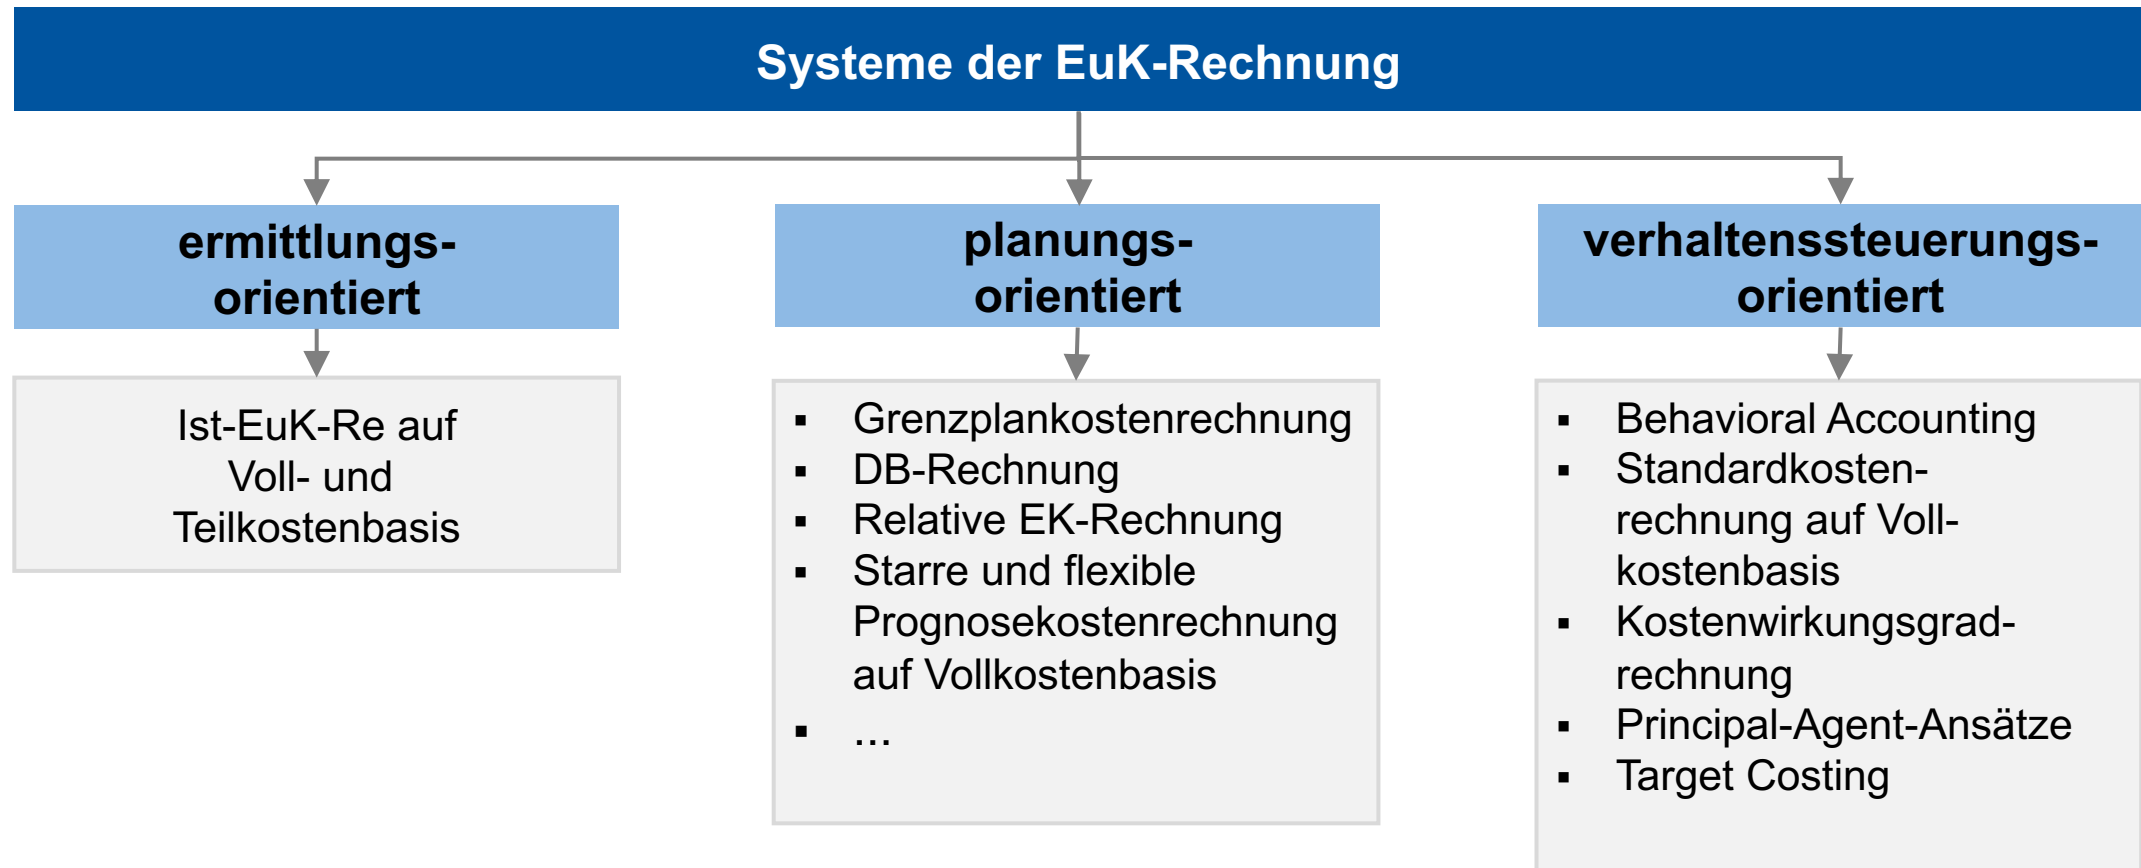 Systeme der EuK-Rechnung
ermittlungs-
orientiert
Ist-EuK-Re auf
Voll- und
Teilkostenbasis
planungs-
orientiert
▪ Grenzplankostenrechnung
▪ DB-Rechnung
▪ Relative EK-Rechnung
▪ Starre und flexible
Prognosekostenrechnung
auf Vollkostenbasis
▪ ...
verhaltenssteuerungs-
orientiert
▪ Behavioral Accounting
▪ Standardkosten-
rechnung auf Voll-
kostenbasis
▪ Kostenwirkungsgrad-
rechnung
▪ Principal-Agent-Ansätze
▪ Target Costing